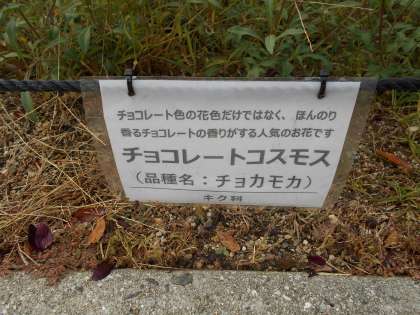 チョコレート色の花色だけではなく、ほんのり
香るチョコレートの香りがする人気のお花です
チョコレートコスモス
（品種名：チョカモカ）
キク科